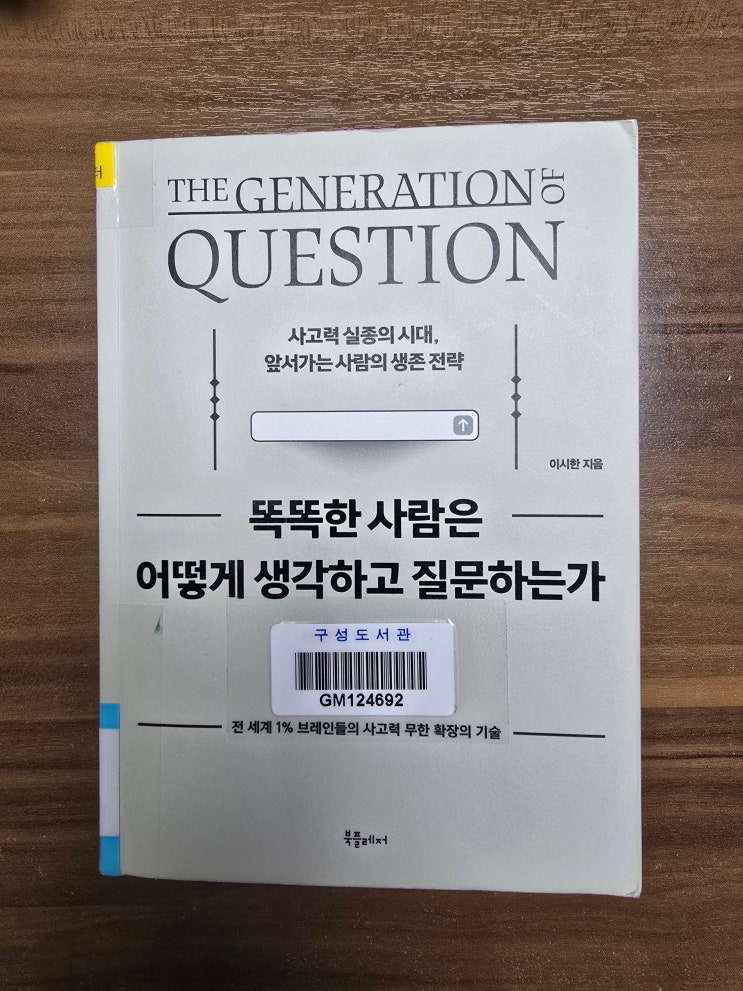 터
THE GENERATION OF
QUESTION
사고력 실종의 시대,
앞서가는 사람의 생존 전략
이시한 지음
똑똑한 사람은
어떻게 생각하고 질문하는가
구성도서관
GM124692
전 세계 1% 브레인들의 사고력 무한 확장의 기술
북플레저